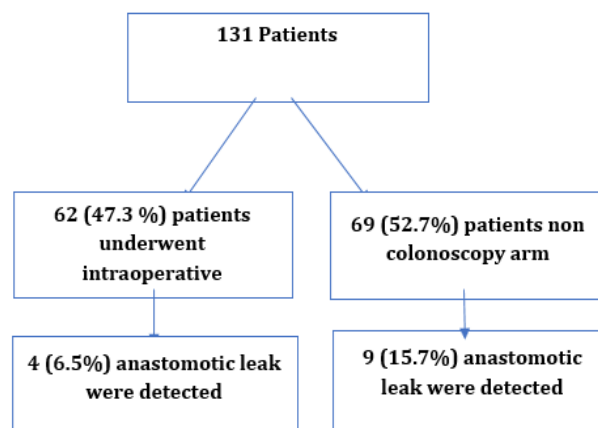 131 Patients
62 (47.3 %) patients
underwent
intraoperative
69 (52.7%) patients non
colonoscopy arm
4 (6.5%) anastomotic leak
were detected
9 (15.7%) anastomotic
leak were detected